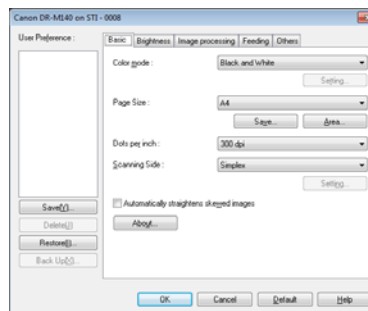 Canon DR-M140 on STI - 0008
User Preference :
Basic Brightness Image processing Feeding Others
Color mode : Black and White
Setting...
Page Size : A4
Save... Area...
Dots per inch : 300 dpi
Scanning Side : Simplex
Setting...
Automatically straightens skewed images
About...
Save(V)...
Delete(J)
Restore(I)...
OK Cancel Default Help